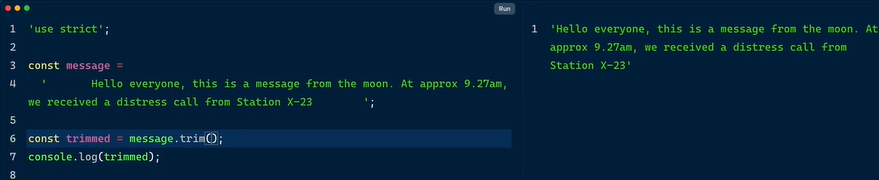 Run
1 'use strict';
2
3 const message =
4 '       Hello everyone, this is a message from the moon. At approx 9.27am,
we received a distress call from Station X-23        ';
5
6 const trimmed = message.trim();
7 console.log(trimmed);
8
1 'Hello everyone, this is a message from the moon. At
approx 9.27am, we received a distress call from
Station X-23'